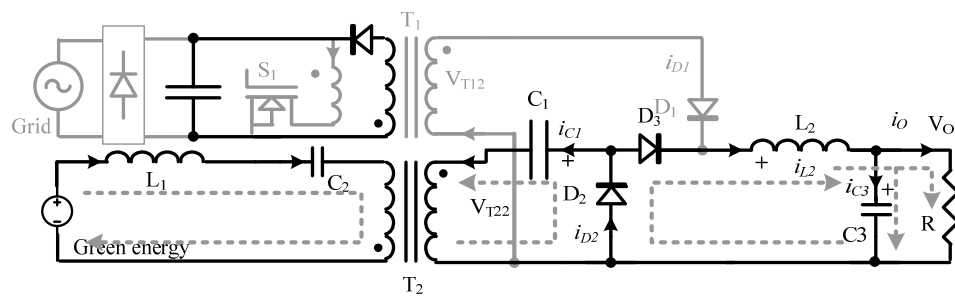 T1
S1
VT12
iD1
D1
Grid
C1
iC1
D3
L2
iO
VO
+
+
iL2
L1
C2
VT22
D2
iC3
+
+
−
iD2
C3
R
Green energy
T2